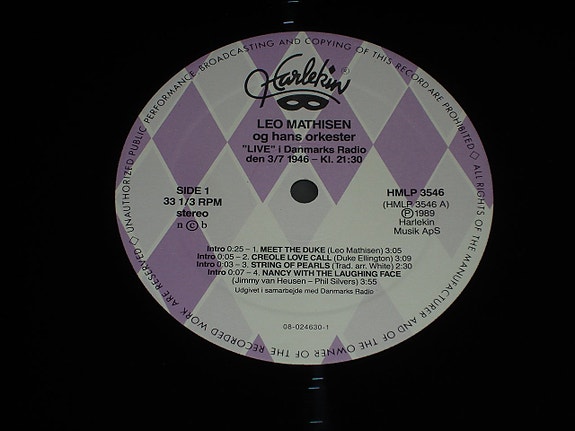 Harlekin ®
LEO MATHISEN
og hans orkester
"LIVE" i Danmarks Radio
den 3/7 1946 – Kl. 21:30
SIDE 1
33 1/3 RPM
stereo
n c b
HMLP 3546
(HMLP 3546 A)
Ⓟ 1989
Harlekin
Musik ApS
Intro 0:25 – 1. MEET THE DUKE (Leo Mathisen) 3:05
Intro 0:05 – 2. CREOLE LOVE CALL (Duke Ellington) 3:09
Intro 0:03 – 3. STRING OF PEARLS (Trad. arr. White) 2:30
Intro 0:07 – 4. NANCY WITH THE LAUGHING FACE
(Jimmy van Heusen – Phil Silvers) 3:55
Udgivet i samarbejde med Danmarks Radio
08-024630-1
◇ ALL RIGHTS OF THE MANUFACTURER AND OF THE OWNER OF THE RECORDED WORK ARE RESERVED ◇ UNAUTHORIZED PUBLIC PERFORMANCE BROADCASTING AND COPYING OF THIS RECORD ARE PROHIBITED